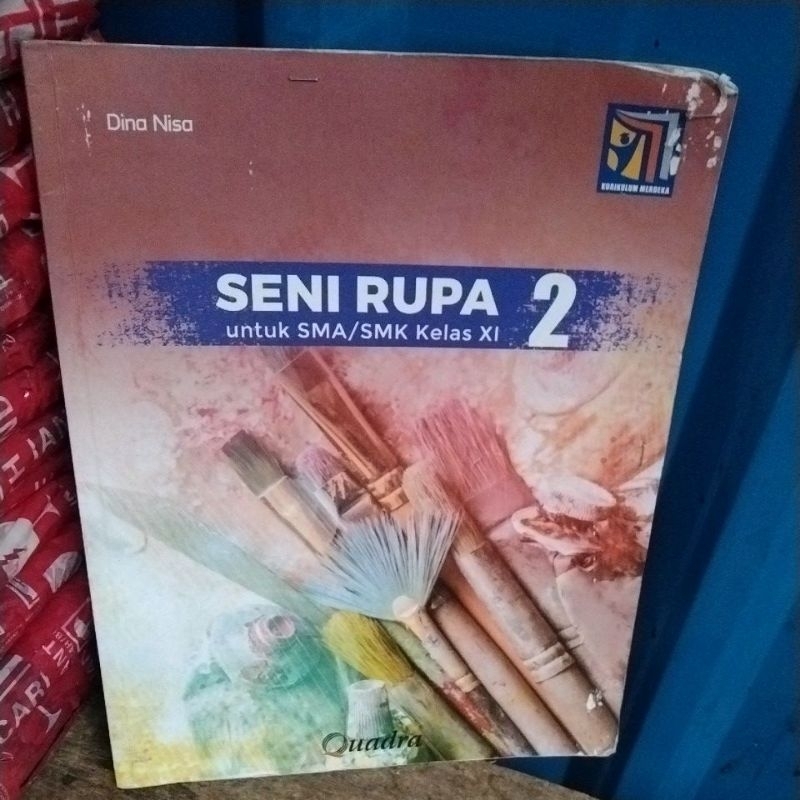 Dina Nisa
KURIKULUM MERDEKA
SENI RUPA 2
untuk SMA/SMK Kelas XI
Quadra